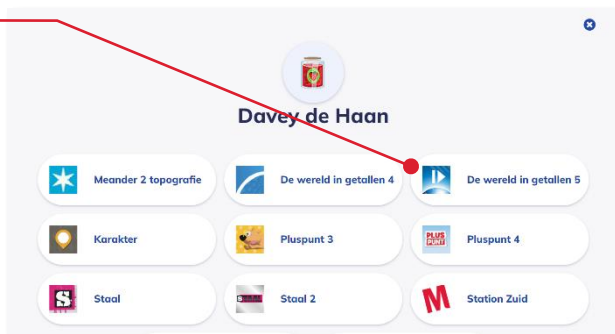 Davey de Haan
Meander 2 topografie
De wereld in getallen 4
De wereld in getallen 5
Karakter
Pluspunt 3
PLUS
PUNT
Pluspunt 4
S
Staal
Staal 2
M
Station Zuid